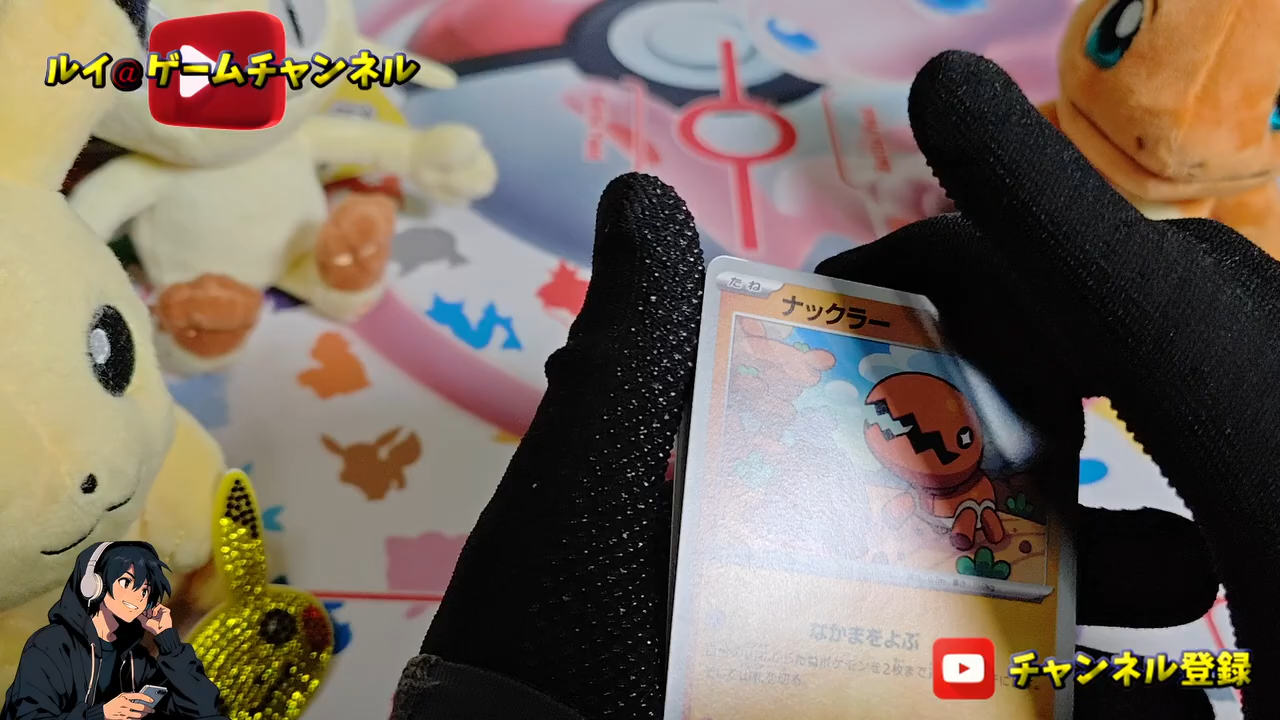 ルイ@ゲームチャンネル
たね
ナックラー
なかまをよぶ
チャンネル登録